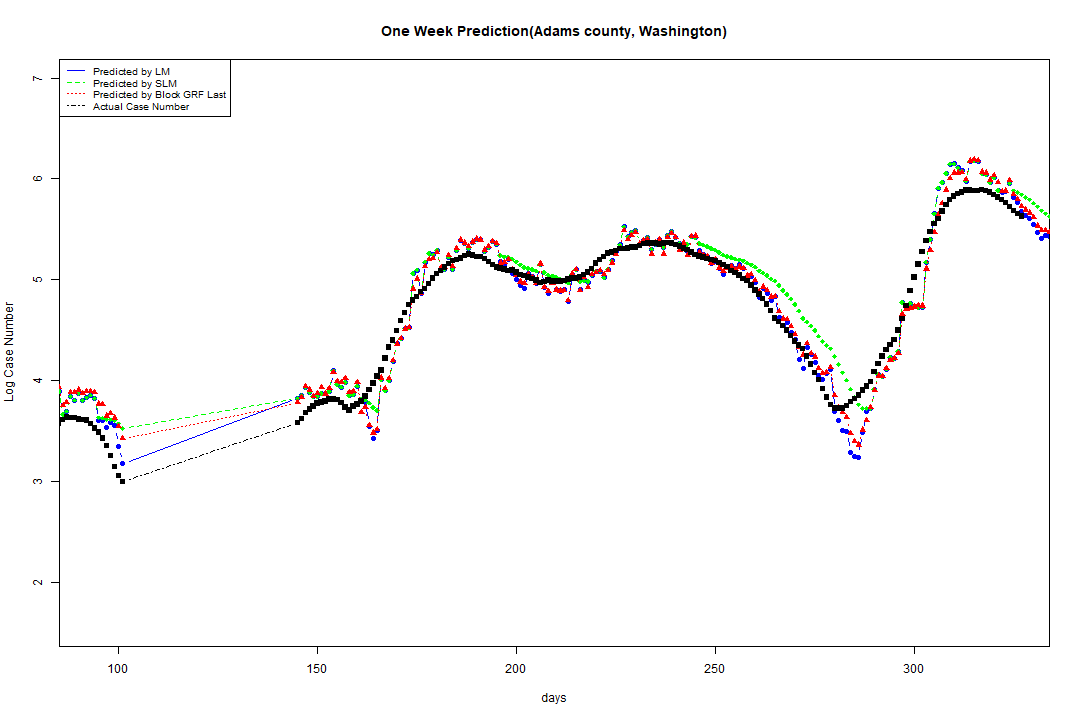 One Week Prediction(Adams county, Washington)
Predicted by LM
Predicted by SLM
Predicted by Block GRF Last
Actual Case Number
7
6
5
4
3
2
Log Case Number
100 150 200 250 300
days